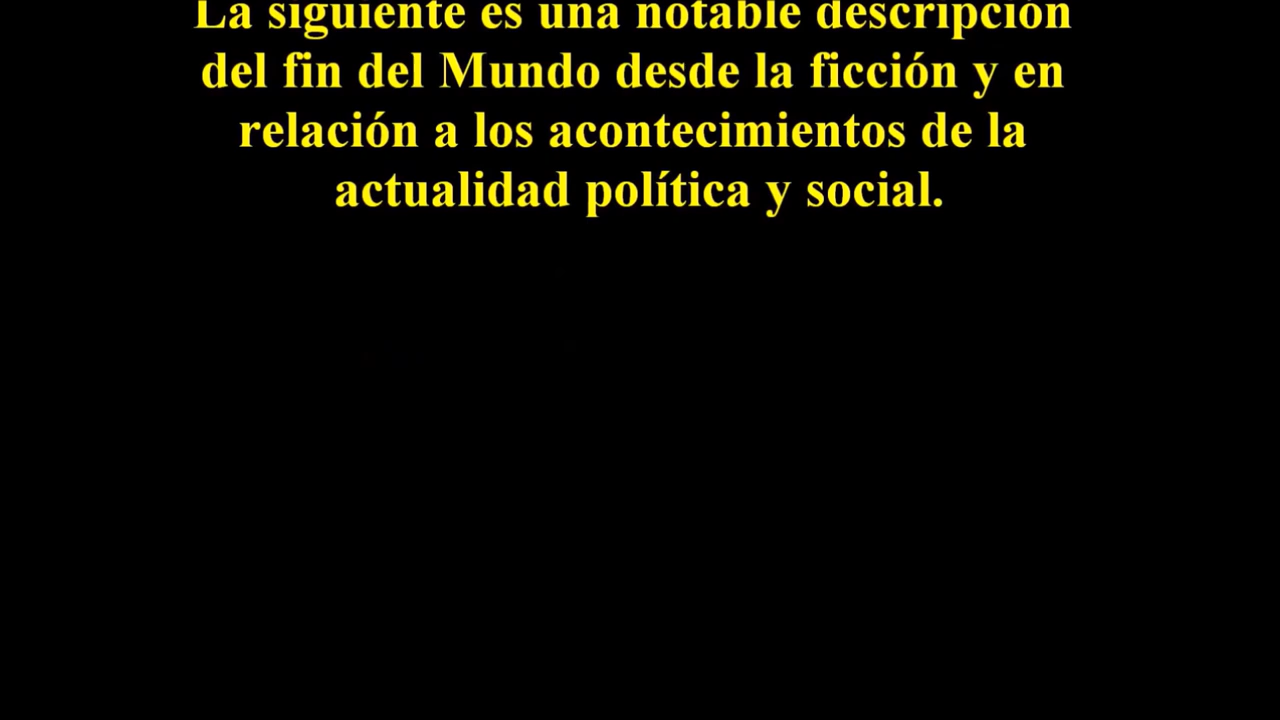 La siguiente es una notable descripción
del fin del Mundo desde la ficción y en
relación a los acontecimientos de la
actualidad política y social.